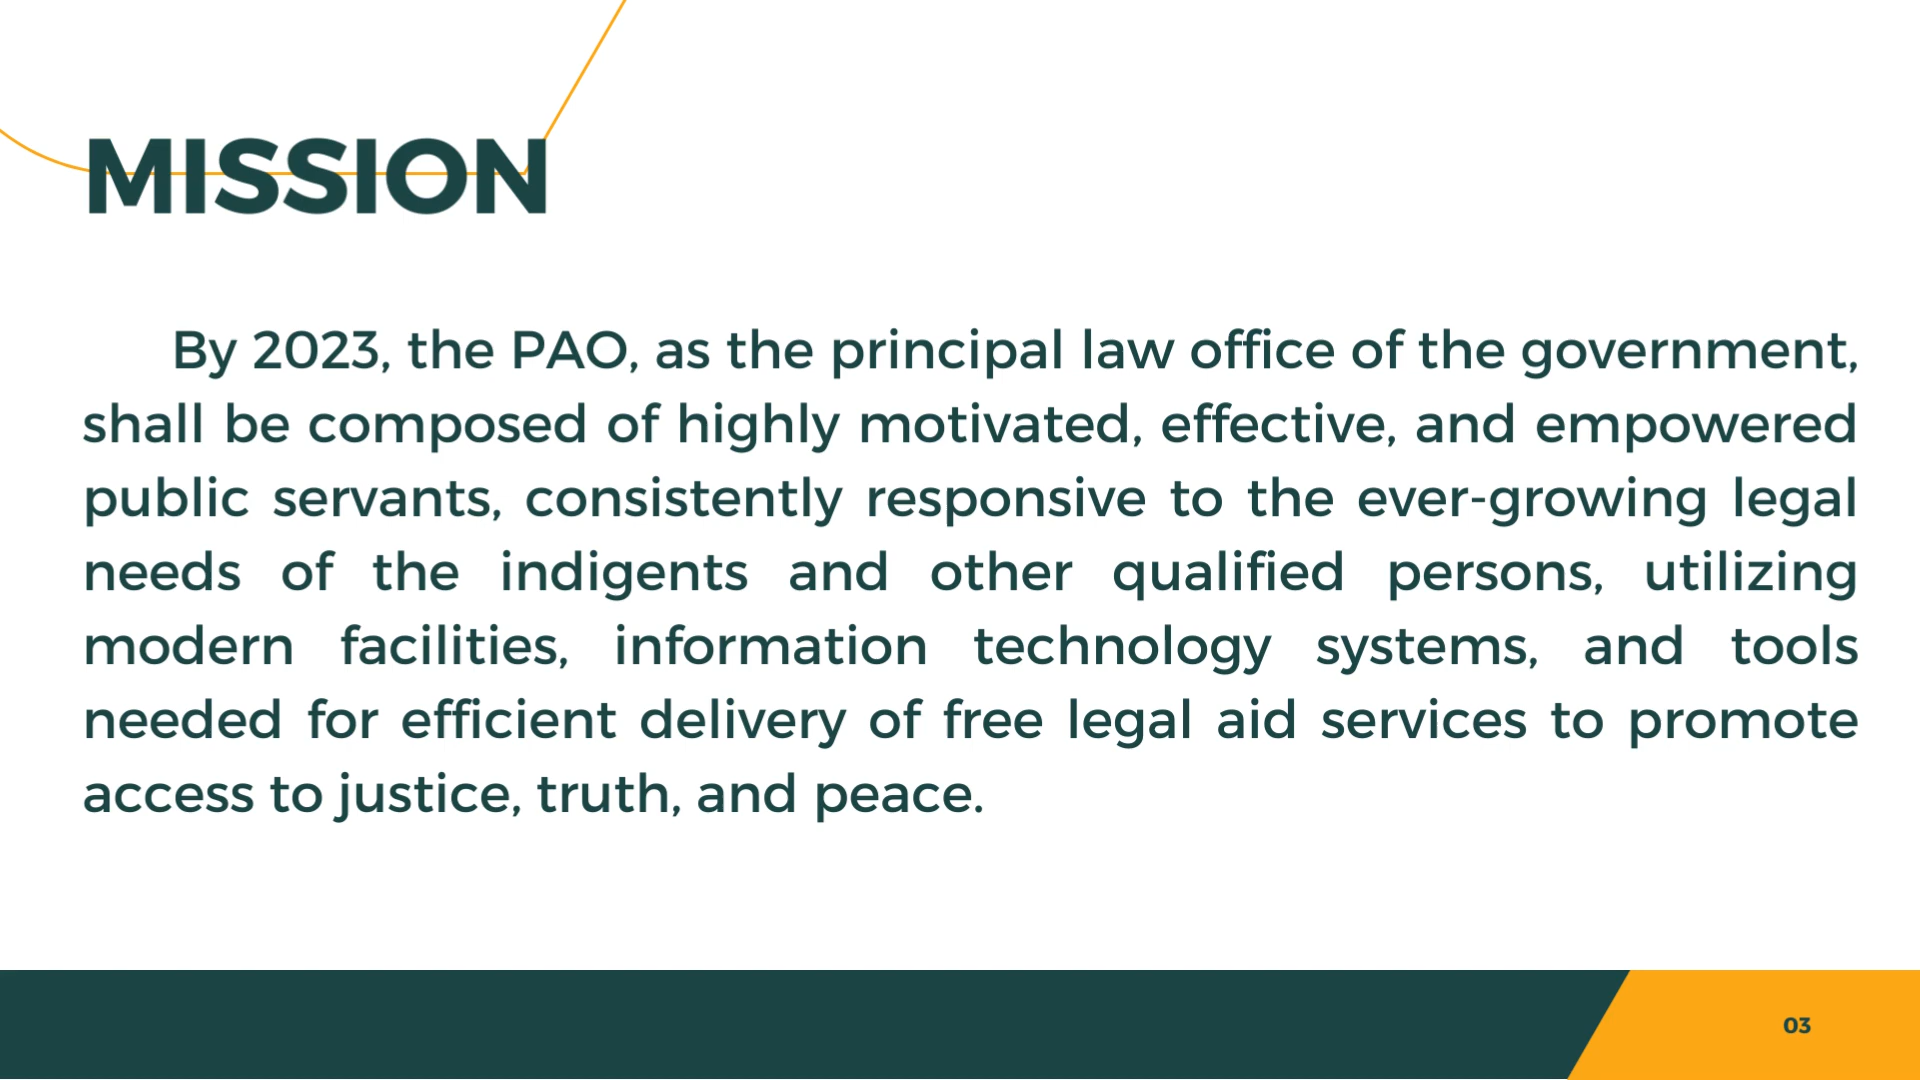 MISSION
By 2023, the PAO, as the principal law office of the government,
shall be composed of highly motivated, effective, and empowered
public servants, consistently responsive to the ever-growing legal
needs of the indigents and other qualified persons, utilizing
modern facilities, information technology systems, and tools
needed for efficient delivery of free legal aid services to promote
access to justice, truth, and peace.
03